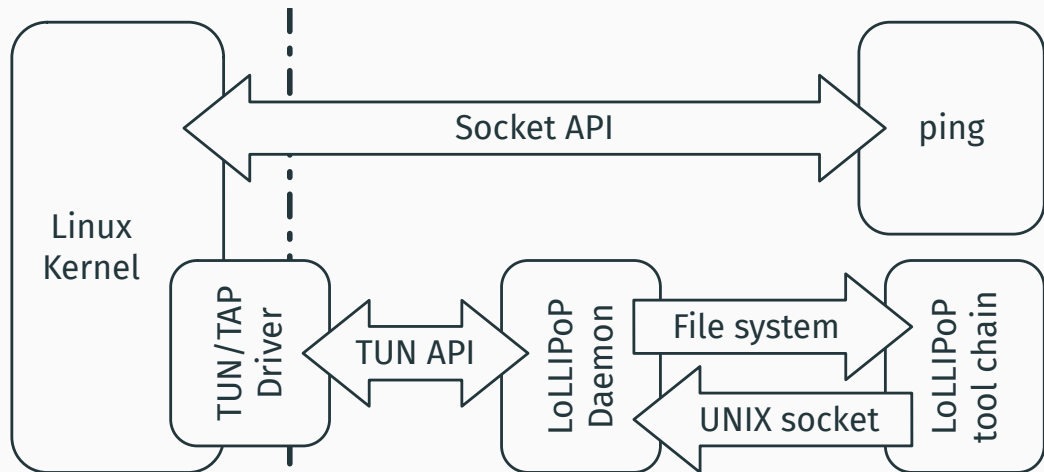 Socket API
ping
Linux
Kernel
TUN/TAP
Driver
TUN API
LoLLIPoP
Daemon
File system
UNIX socket
LoLLIPoP
tool chain